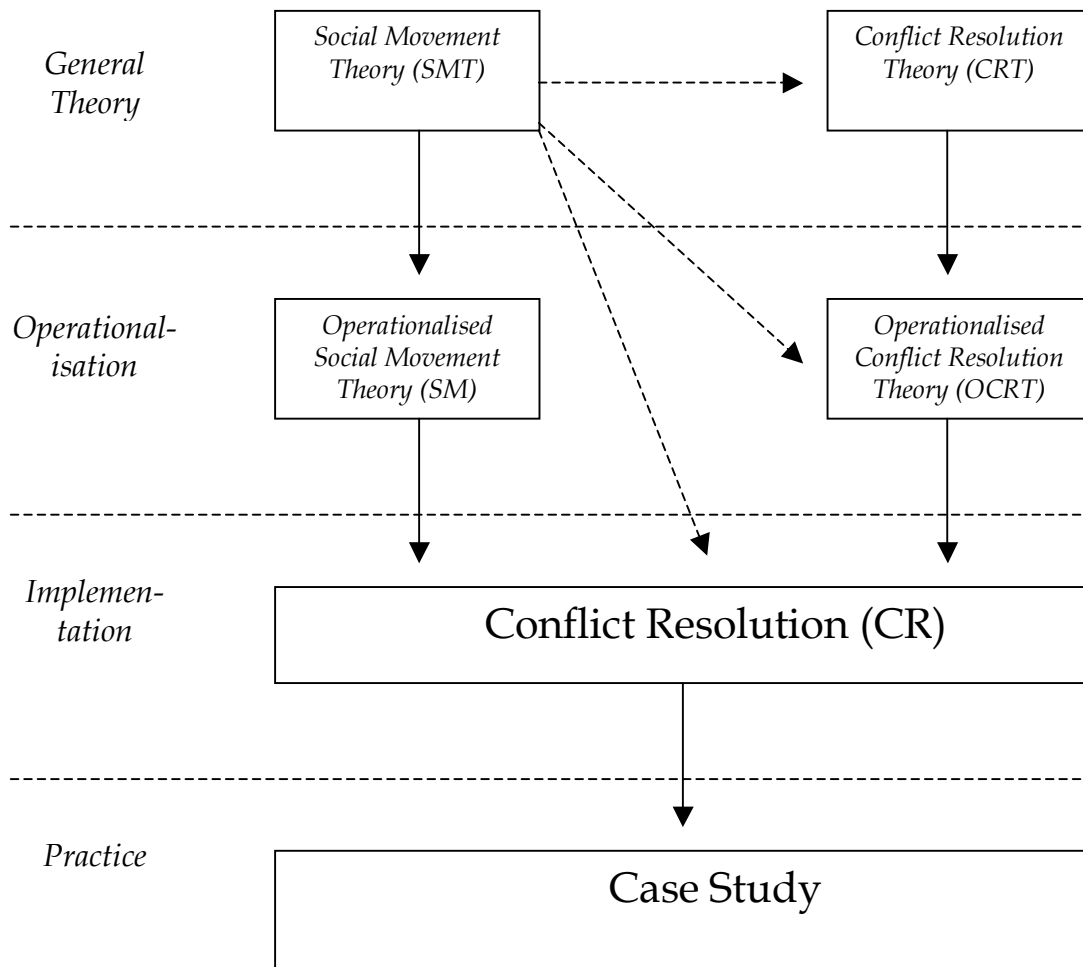 General
Theory
Social Movement
Theory (SMT)
Conflict Resolution
Theory (CRT)
Operational-
isation
Operationalised
Social Movement
Theory (SM)
Operationalised
Conflict Resolution
Theory (OCRT)
Implemen-
tation
Conflict Resolution (CR)
Practice
Case Study